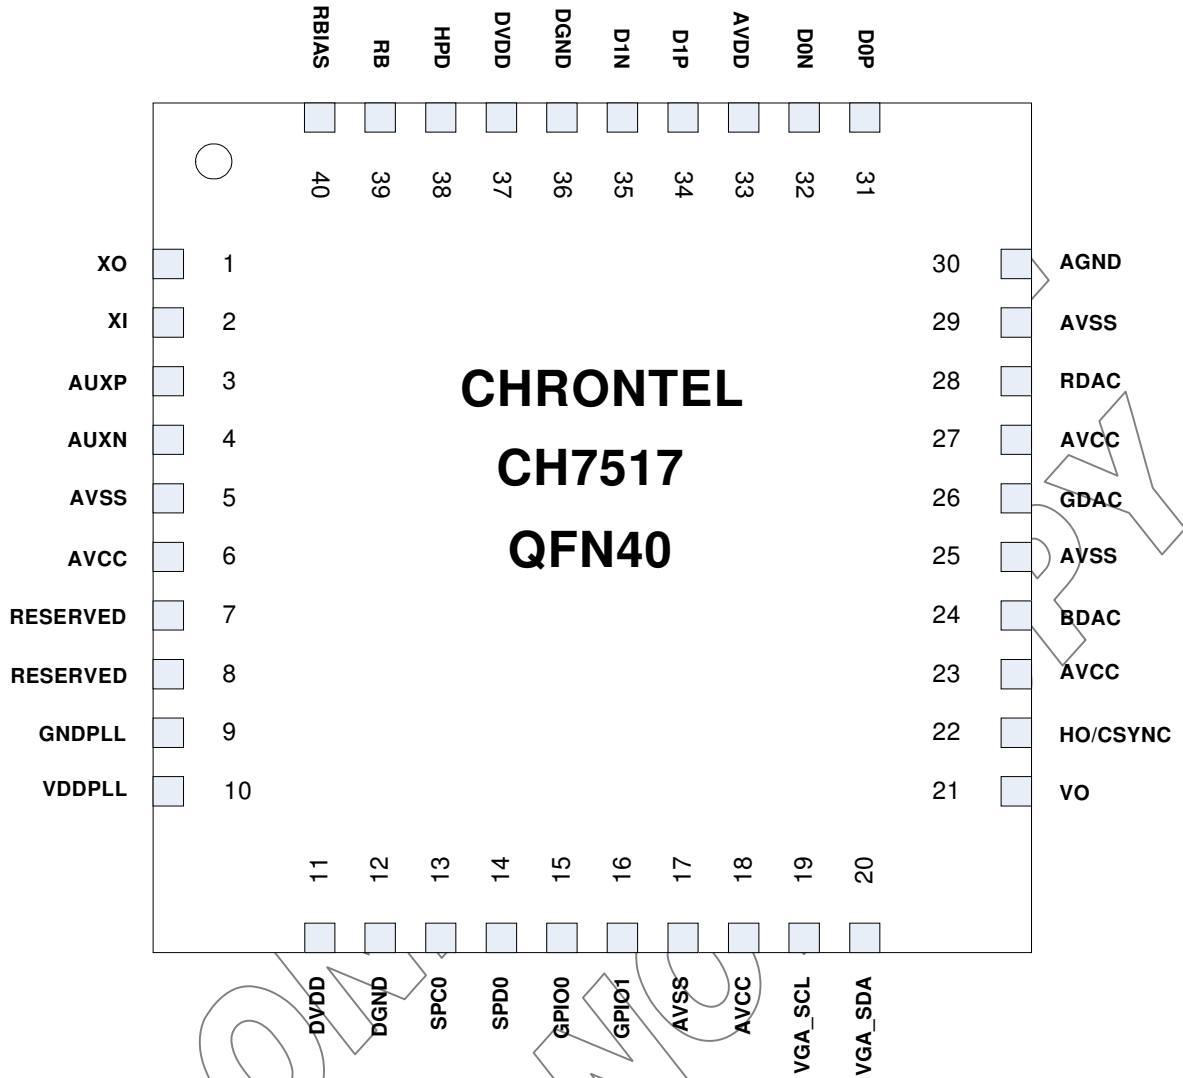 RBIAS RB HPD DVDD DGND D1N D1P AVDD D0N D0P
40 39 38 37 36 35 34 33 32 31
XO 1 30 AGND
XI 2 29 AVSS
AUXP 3 28 RDAC
AUXN 4 27 AVCC
AVSS 5 26 GDAC
AVCC 6 25 AVSS
RESERVED 7 24 BDAC
RESERVED 8 23 AVCC
GNDPLL 9 22 HO/CSYNC
VDDPLL 10 21 VO
CHRONTEL
CH7517
QFN40
11 12 13 14 15 16 17 18 19 20
DVDD DGND SPC0 SPD0 GPIO0 GPIO1 AVSS AVCC VGA_SCL VGA_SDA